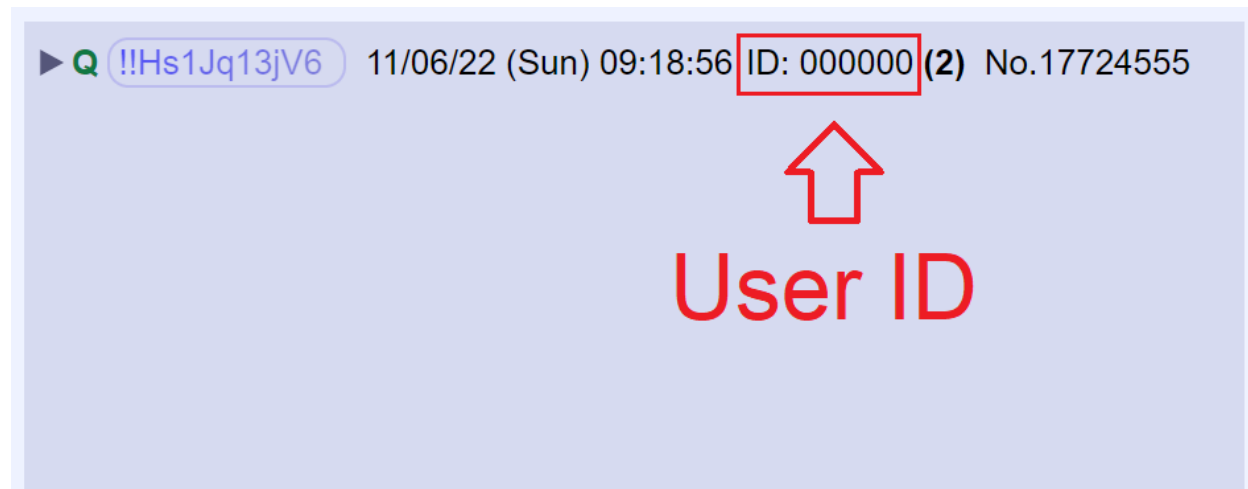 ▶ Q !!Hs1Jq13jV6 11/06/22 (Sun) 09:18:56 ID: 000000 (2) No.17724555
User ID